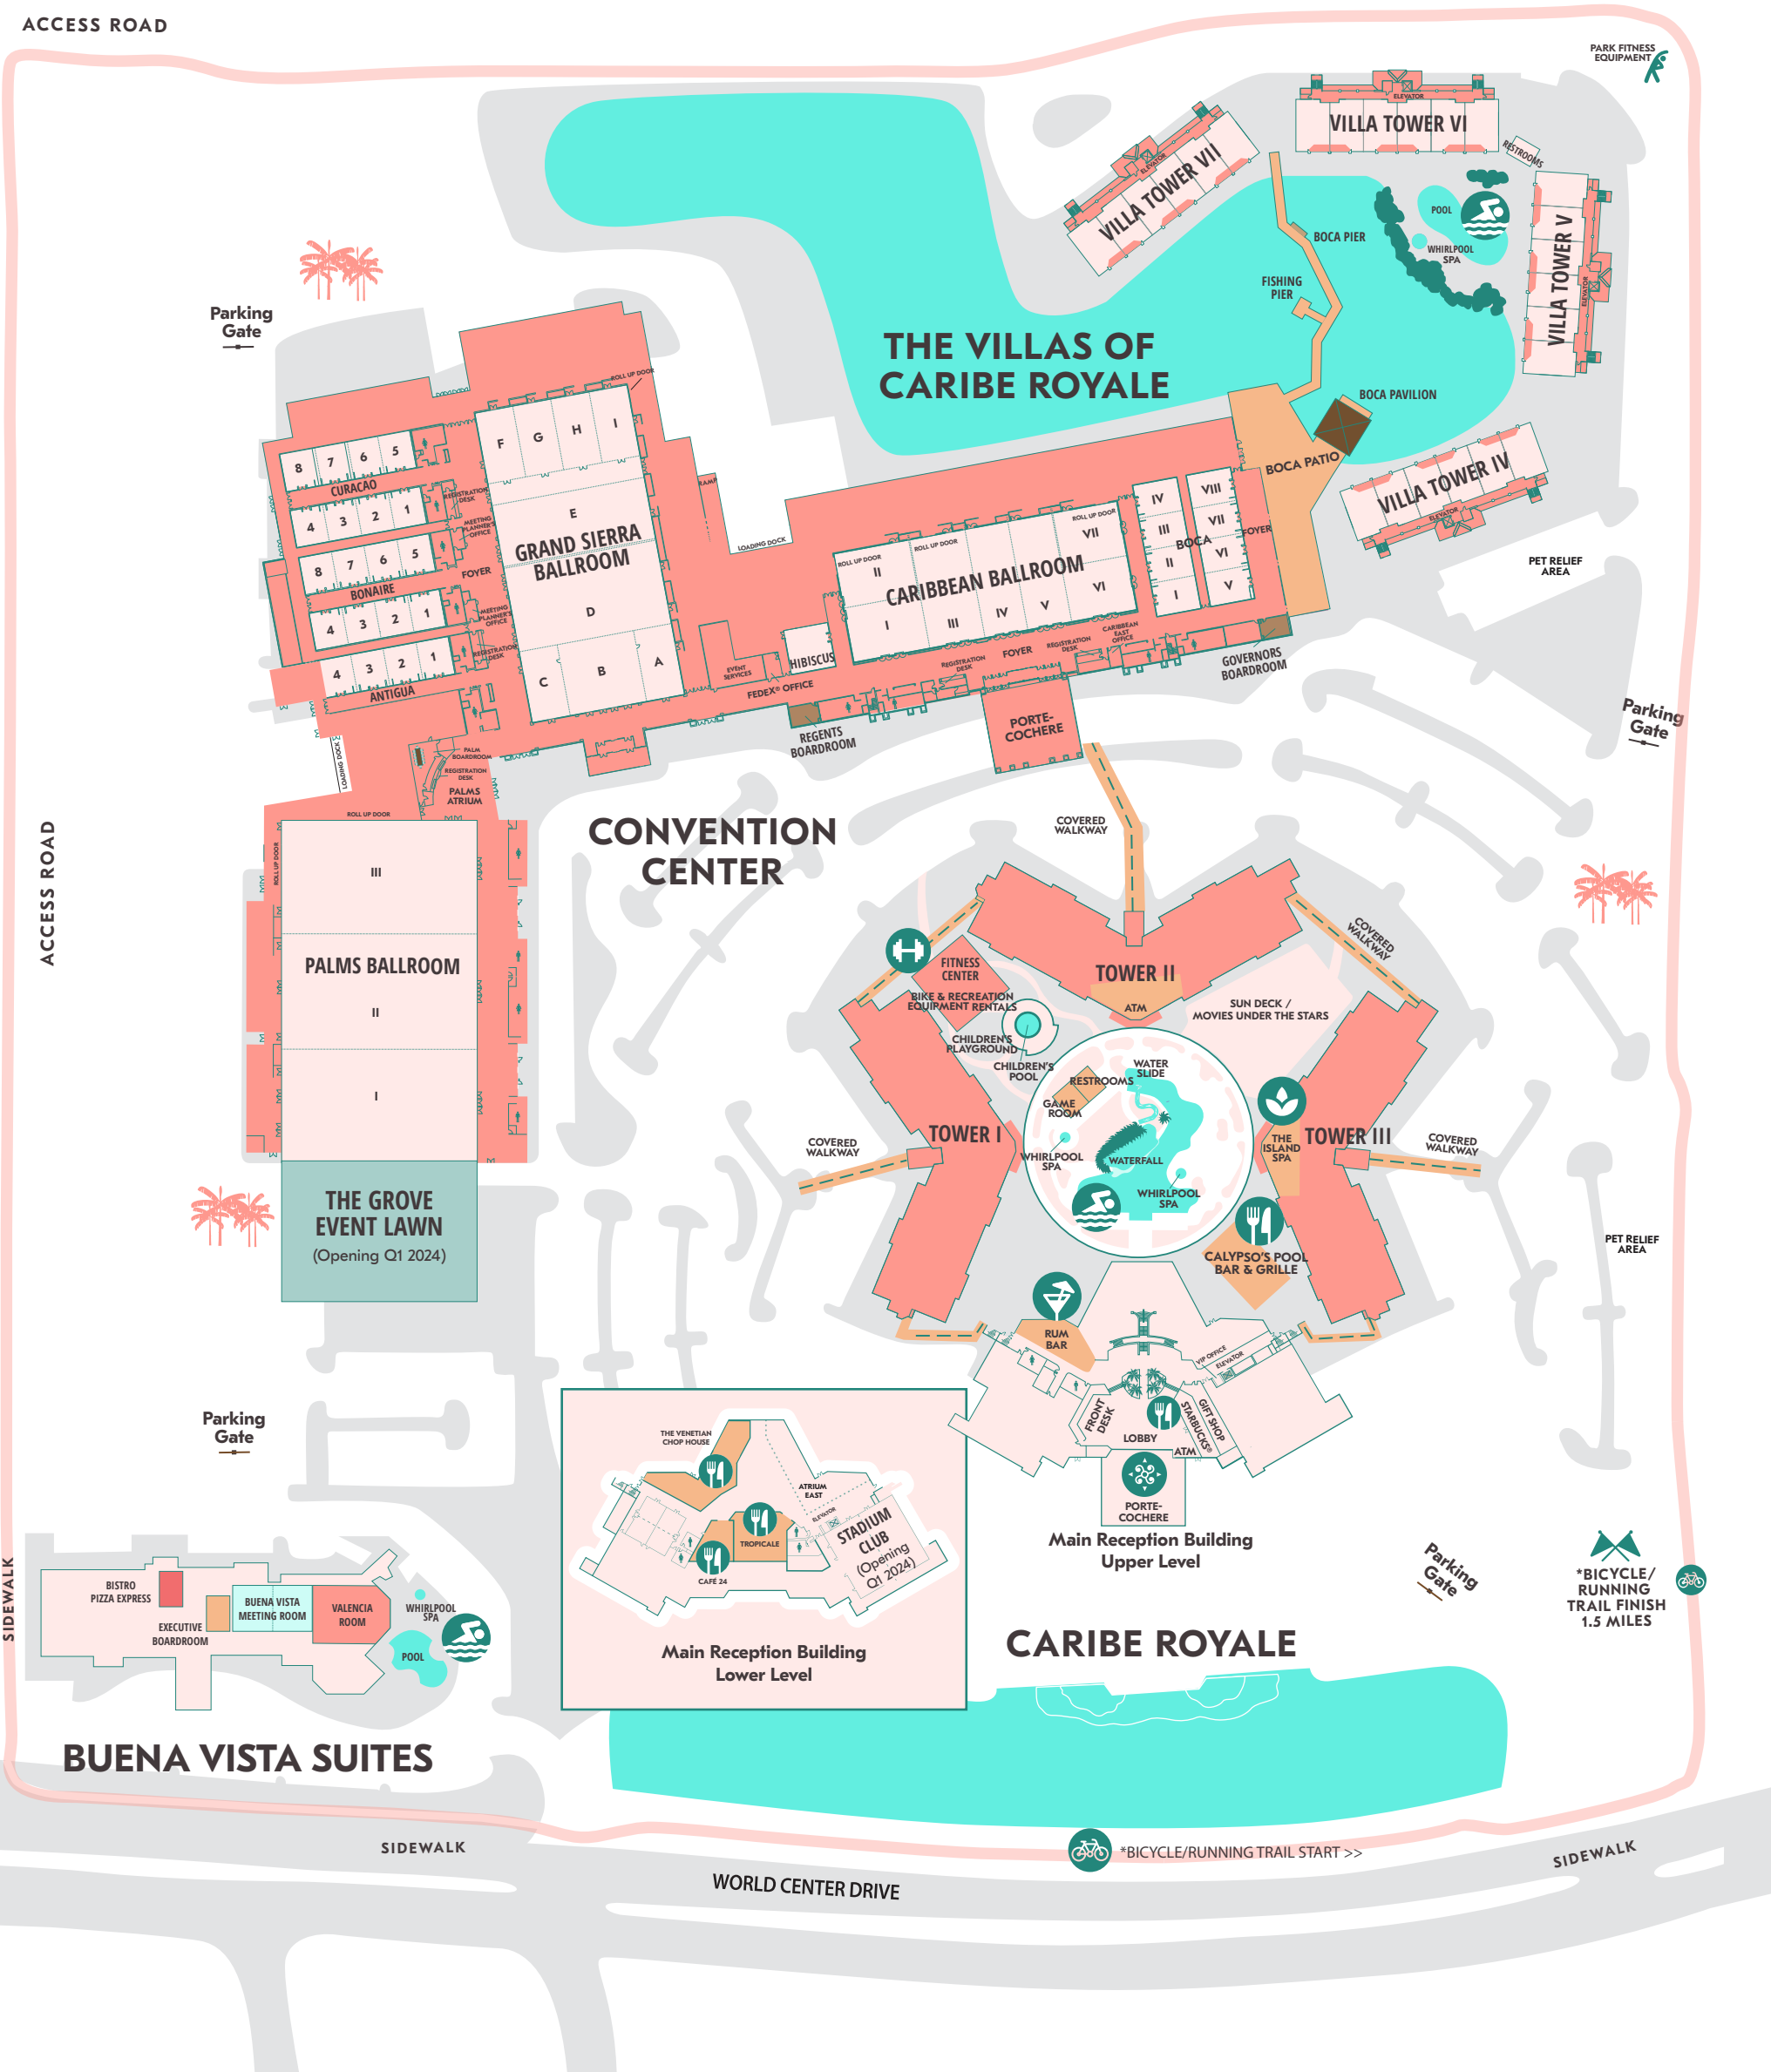 ACCESS ROAD
PARK FITNESS
EQUIPMENT
ELEVATOR
VILLA TOWER VI
RESTROOMS
ELEVATOR
VILLA TOWER VII
POOL
WHIRLPOOL
SPA
VILLA TOWER V
ELEVATOR
BOCA PIER
FISHING
PIER
Parking
Gate
THE VILLAS OF
CARIBE ROYALE
BOCA PAVILION
BOCA PATIO
VILLA TOWER IV
ELEVATOR
PET RELIEF
AREA
ROLL UP DOOR
F
G
H
I
E
GRAND SIERRA
BALLROOM
D
C
B
A
8
7
6
5
CURACAO
4
3
2
1
REGISTRATION
DESK
MEETING
PLANNER'S
OFFICE
8
7
6
5
FOYER
BONAIRE
4
3
2
1
MEETING
PLANNER'S
OFFICE
REGISTRATION
DESK
4
3
2
1
ANTIGUA
RAMP
LOADING DOCK
ROLL UP DOOR
ROLL UP DOOR
ROLL UP DOOR
II
VII
CARIBBEAN BALLROOM
I
III
IV
V
VI
IV
VIII
III
VII
BOCA
FOYER
II
VI
I
V
HIBISCUS
EVENT
SERVICES
FEDEX® OFFICE
REGISTRATION
DESK
FOYER
REGISTRATION
DESK
CARIBBEAN
EAST
OFFICE
GOVERNORS
BOARDROOM
REGENTS
BOARDROOM
PORTE-
COCHERE
Parking
Gate
LOADING DOCK
PALM
BOARDROOM
REGISTRATION
DESK
PALMS
ATRIUM
ROLL UP DOOR
ROLL UP DOOR
III
PALMS BALLROOM
II
I
ACCESS ROAD
CONVENTION
CENTER
COVERED
WALKWAY
COVERED
WALKWAY
FITNESS
CENTER
BIKE & RECREATION
EQUIPMENT RENTALS
TOWER II
ATM
SUN DECK /
MOVIES UNDER THE STARS
CHILDREN'S
PLAYGROUND
CHILDREN'S
POOL
WATER
SLIDE
RESTROOMS
GAME
ROOM
TOWER I
WHIRLPOOL
SPA
WATERFALL
WHIRLPOOL
SPA
THE
ISLAND
SPA
TOWER III
COVERED
WALKWAY
COVERED
WALKWAY
THE GROVE
EVENT LAWN
(Opening Q1 2024)
CALYPSO'S POOL
BAR & GRILLE
PET RELIEF
AREA
RUM
BAR
VIP OFFICE
ELEVATOR
FRONT
DESK
LOBBY
STARBUCKS®
GIFT SHOP
ATM
PORTE-
COCHERE
Main Reception Building
Upper Level
Parking
Gate
THE VENETIAN
CHOP HOUSE
ATRIUM
EAST
ELEVATOR
TROPICALE
CAFÉ 24
STADIUM
CLUB
(Opening
Q1 2024)
Main Reception Building
Lower Level
Parking
Gate
*BICYCLE/
RUNNING
TRAIL FINISH
1.5 MILES
SIDEWALK
BISTRO
PIZZA EXPRESS
EXECUTIVE
BOARDROOM
BUENA VISTA
MEETING ROOM
VALENCIA
ROOM
WHIRLPOOL
SPA
POOL
CARIBE ROYALE
BUENA VISTA SUITES
SIDEWALK
*BICYCLE/RUNNING TRAIL START >>
SIDEWALK
WORLD CENTER DRIVE